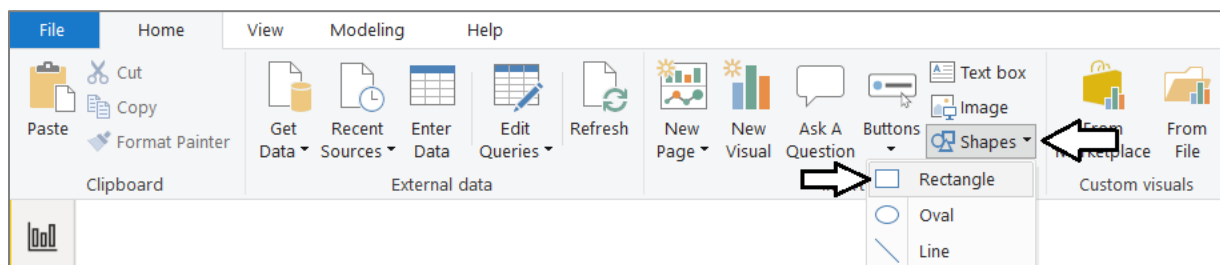 File Home View Modeling Help
Cut
Copy
Format Painter
Paste
Clipboard
Get Data
Recent Sources
Enter Data
Edit Queries
Refresh
External data
New Page
New Visual
Ask A Question
Buttons
Text box
Image
Shapes
Rectangle
Oval
Line
From
From File
Custom visuals